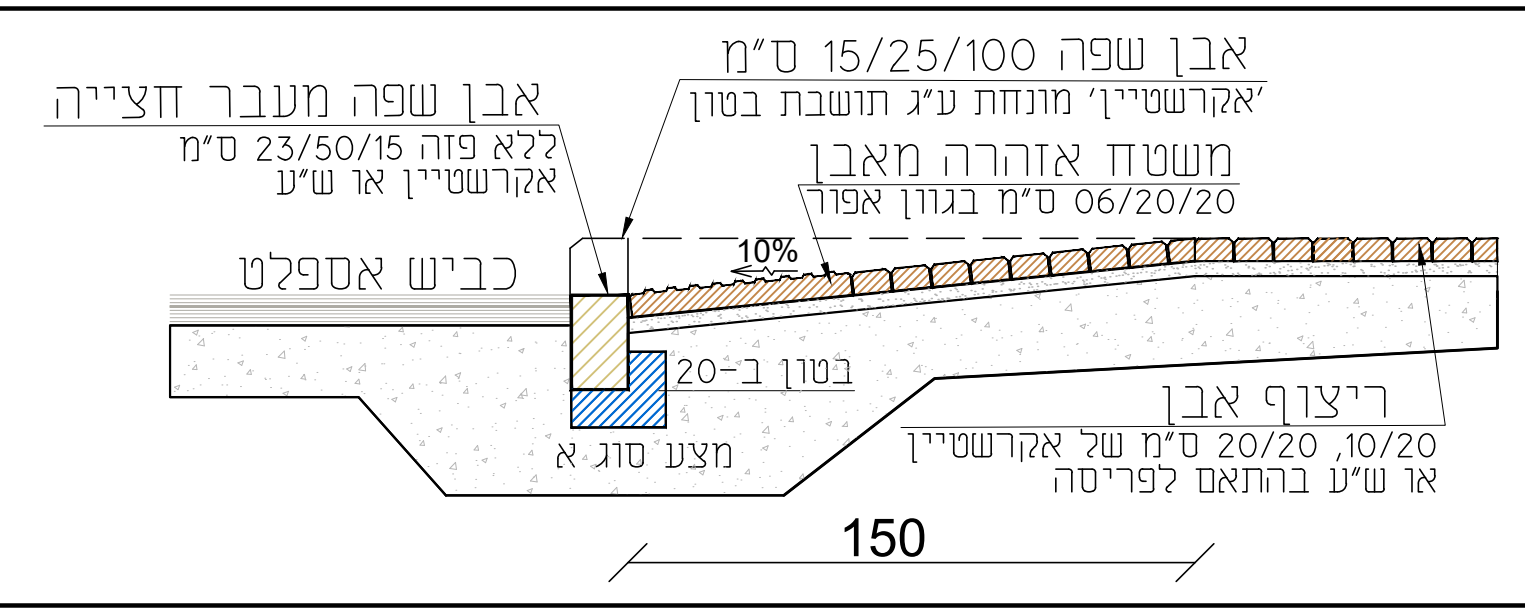 אבן שפה 15/25/100 ס"מ
'אקרשטיין' מונחת ע"ג תושבת בטון
אבן שפה מעבר חצייה
ללא פזה 23/50/15 ס"מ
אקרשטיין או ש"ע
משטח אזהרה מאבן
06/20/20 ס"מ בגוון אפור
10%
כביש אספלט
בטון ב-20
ריצוף אבן
10/20, 20/20 ס"מ של אקרשטיין
או ש"ע בהתאם לפריסה
מצע סוג א
150